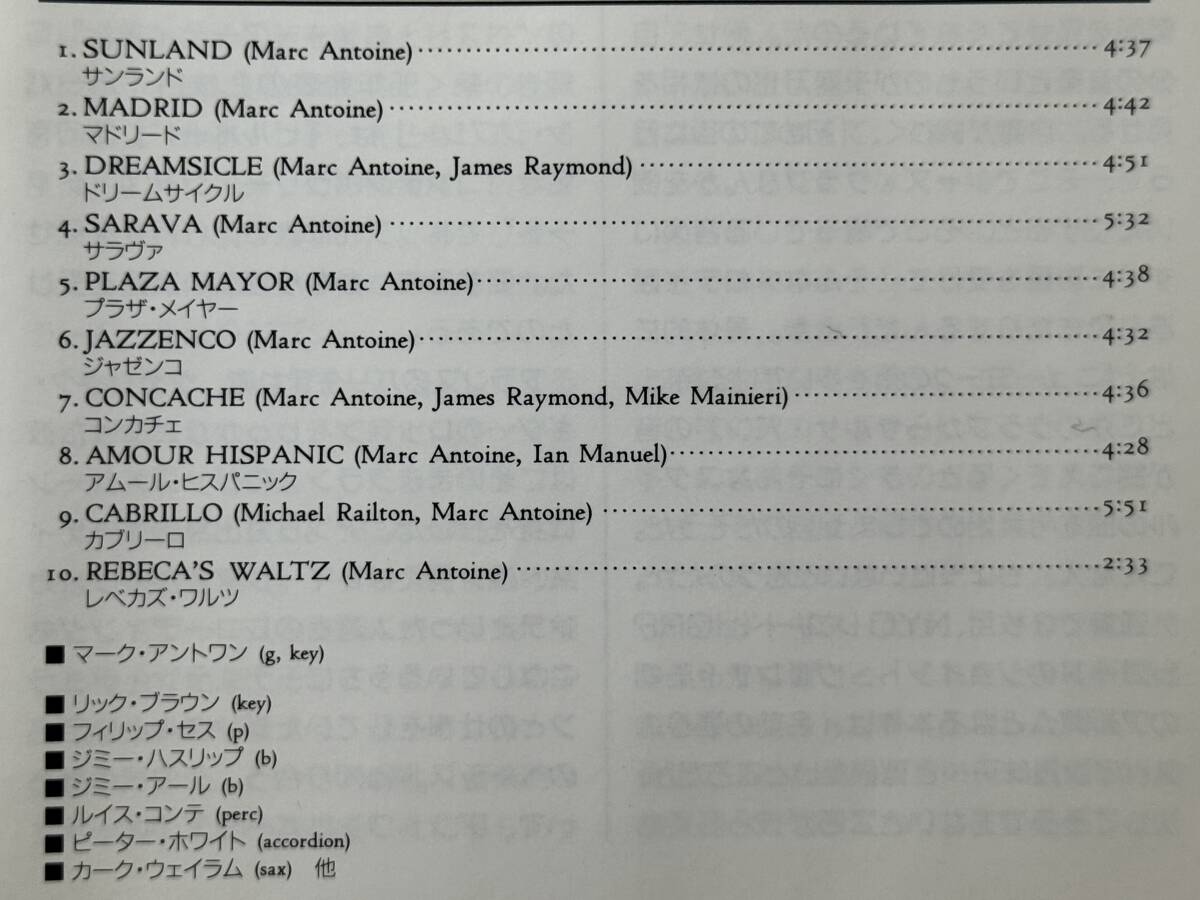 1. SUNLAND (Marc Antoine) 4:37
サンランド
2. MADRID (Marc Antoine) 4:42
マドリード
3. DREAMSICLE (Marc Antoine, James Raymond) 4:51
ドリームサイクル
4. SARAVA (Marc Antoine) 5:32
サラヴァ
5. PLAZA MAYOR (Marc Antoine) 4:38
プラザ・メイヤー
6. JAZZENCO (Marc Antoine) 4:32
ジャゼンコ
7. CONCACHE (Marc Antoine, James Raymond, Mike Mainieri) 4:36
コンカチェ
8. AMOUR HISPANIC (Marc Antoine, Ian Manuel) 4:28
アムール・ヒスパニック
9. CABRILLO (Michael Railton, Marc Antoine) 5:51
カブリーロ
10. REBECA'S WALTZ (Marc Antoine) 2:33
レベカズ・ワルツ
■ マーク・アントワン (g, key)
■ リック・ブラウン (key)
■ フィリップ・セス (p)
■ ジミー・ハスリップ (b)
■ ジミー・アール (b)
■ ルイス・コンテ (perc)
■ ピーター・ホワイト (accordion)
■ カーク・ウェイラム (sax) 他